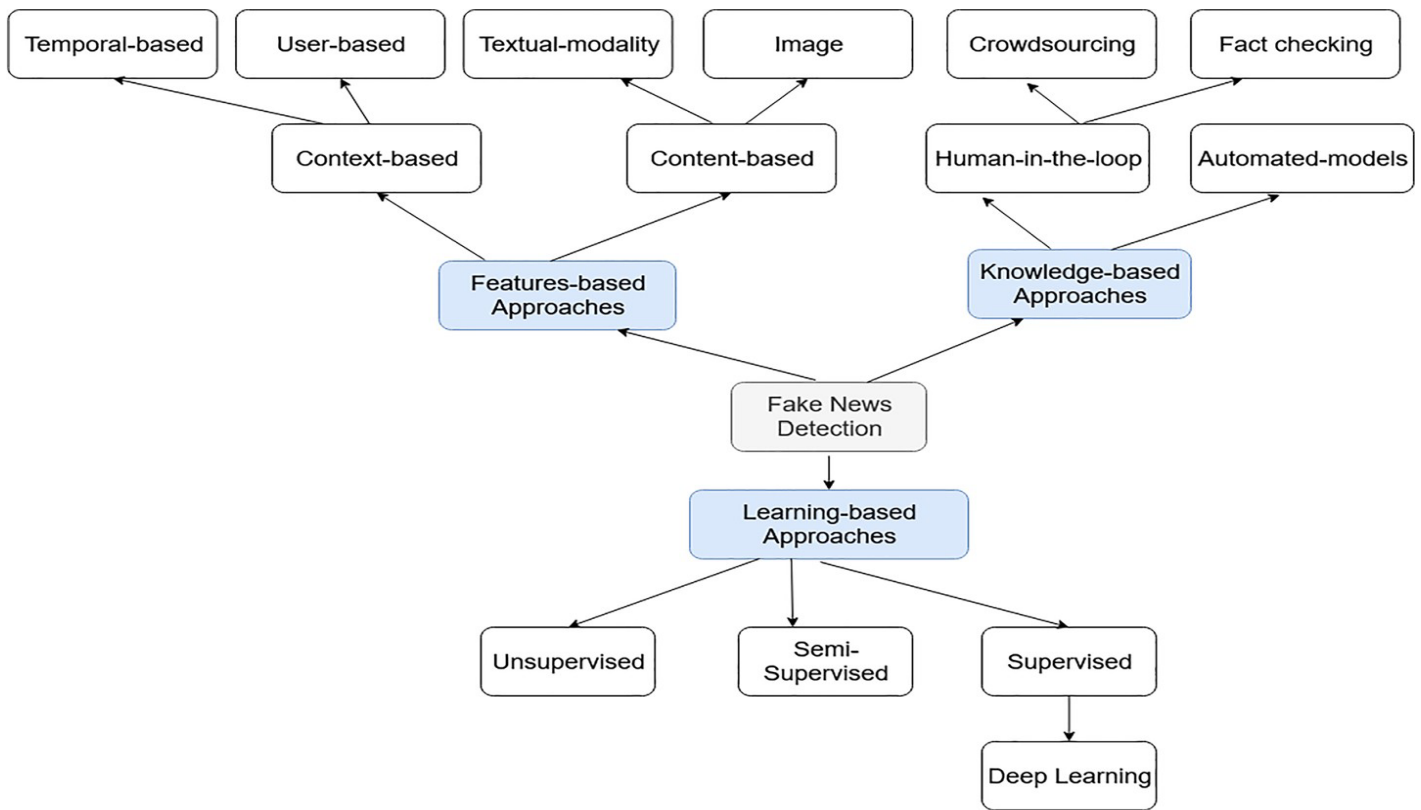 Temporal-based
User-based
Textual-modality
Image
Crowdsourcing
Fact checking
Context-based
Content-based
Human-in-the-loop
Automated-models
Features-based
Approaches
Knowledge-based
Approaches
Fake News
Detection
Learning-based
Approaches
Unsupervised
Semi-
Supervised
Supervised
Deep Learning